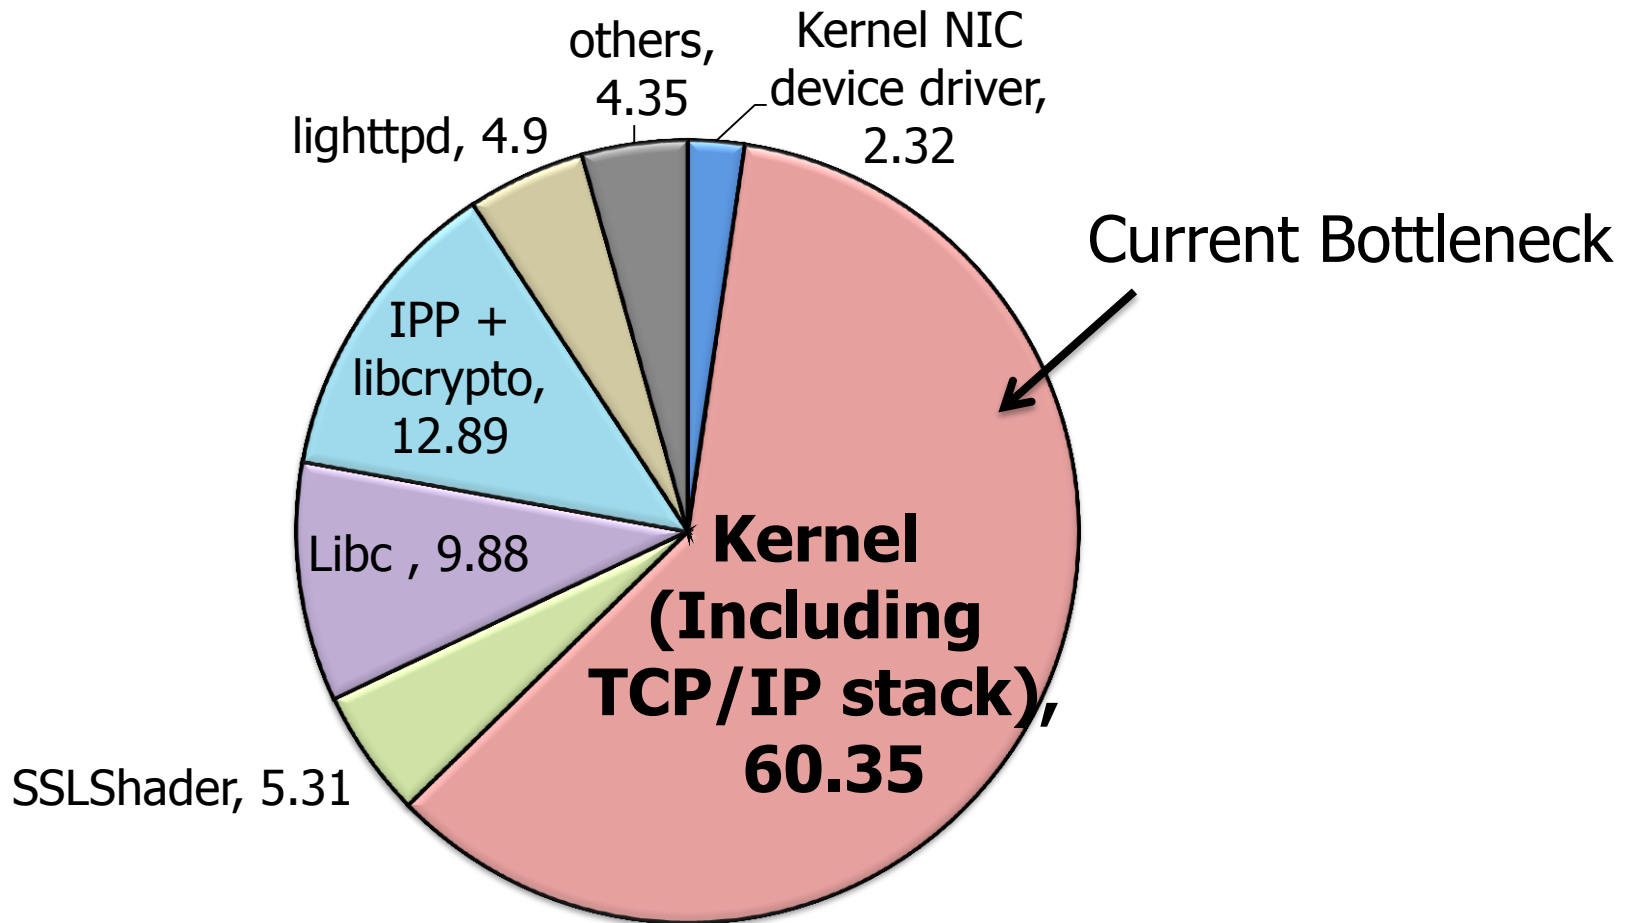 others,
4.35
Kernel NIC
device driver,
2.32
lighttpd, 4.9
Current Bottleneck
IPP +
libcrypto,
12.89
Libc , 9.88
Kernel
(Including
TCP/IP stack),
60.35
SSLShader, 5.31